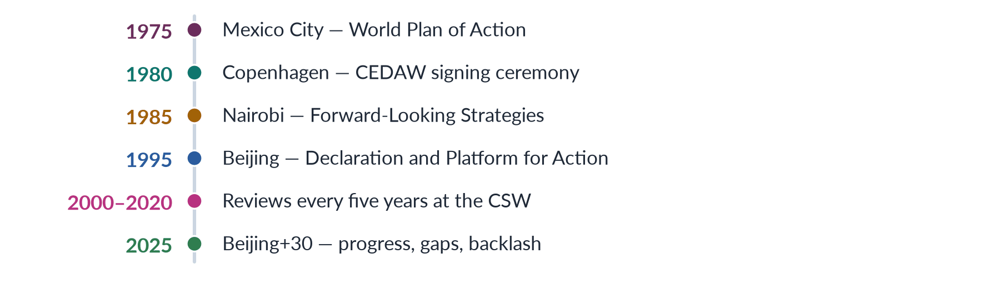 1975 Mexico City — World Plan of Action
1980 Copenhagen — CEDAW signing ceremony
1985 Nairobi — Forward-Looking Strategies
1995 Beijing — Declaration and Platform for Action
2000–2020 Reviews every five years at the CSW
2025 Beijing+30 — progress, gaps, backlash